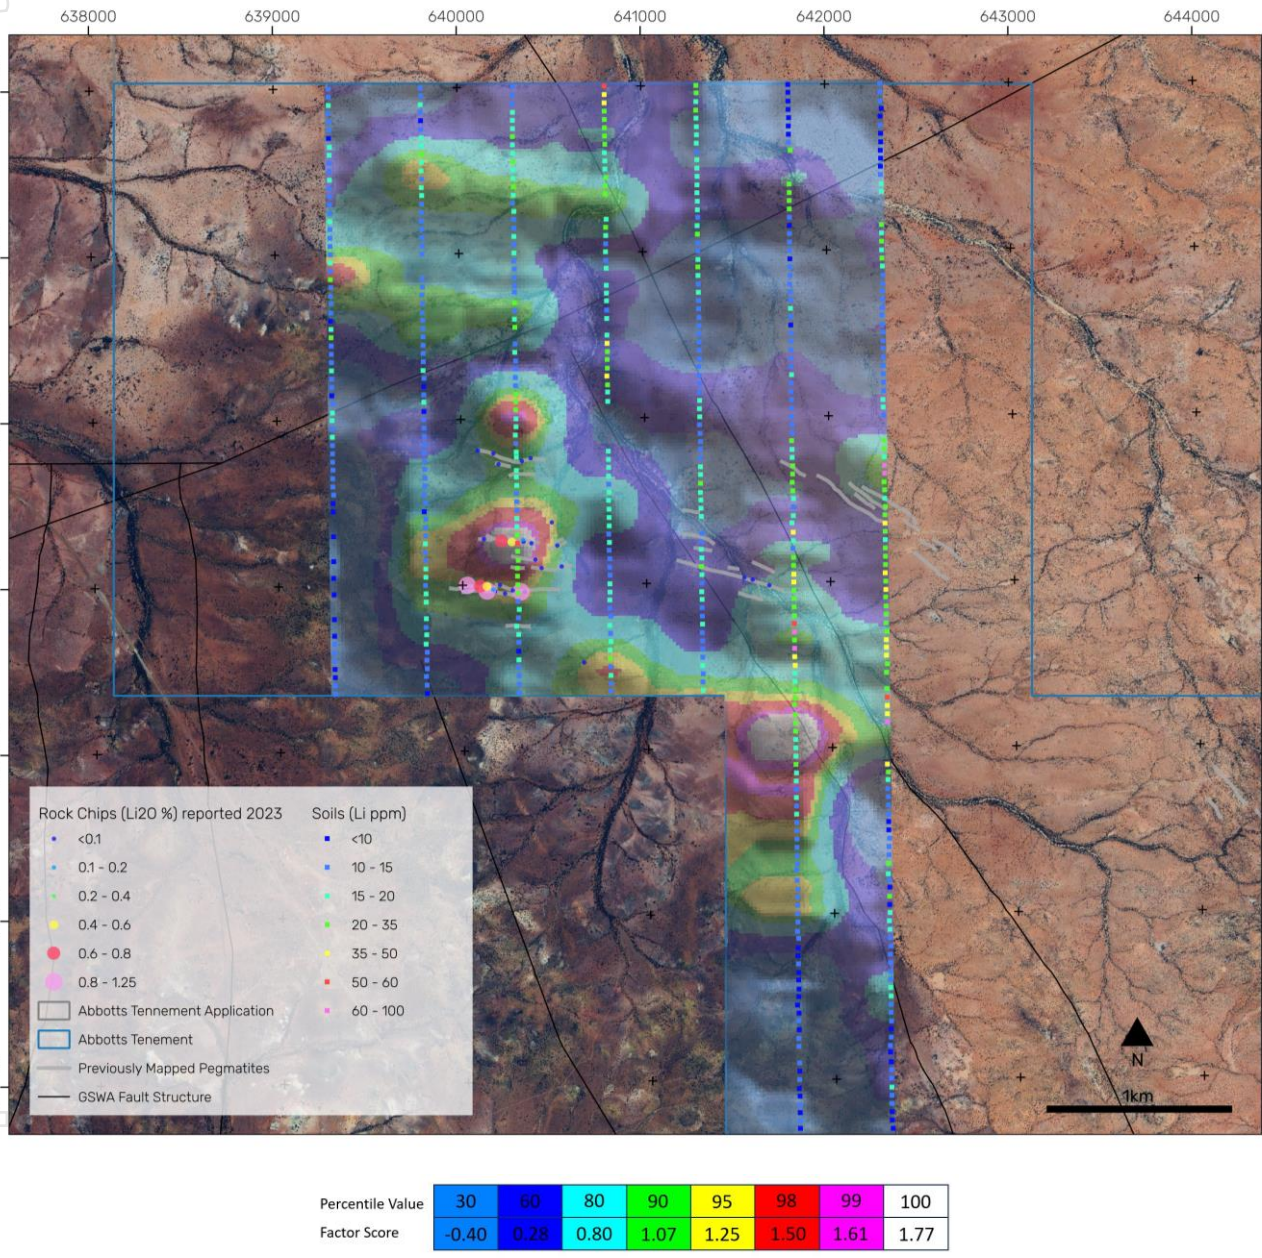 638000 639000 640000 641000 642000 643000 644000
Rock Chips (Li2O %) reported 2023
<0.1
0.1 - 0.2
0.2 - 0.4
0.4 - 0.6
0.6 - 0.8
0.8 - 1.25
Abbotts Tennement Application
Abbotts Tenement
Previously Mapped Pegmatites
GSWA Fault Structure
Soils (Li ppm)
<10
10 - 15
15 - 20
20 - 35
35 - 50
50 - 60
60 - 100
N
1km
Percentile Value 30 60 80 90 95 98 99 100
Factor Score -0.40 0.28 0.80 1.07 1.25 1.50 1.61 1.77